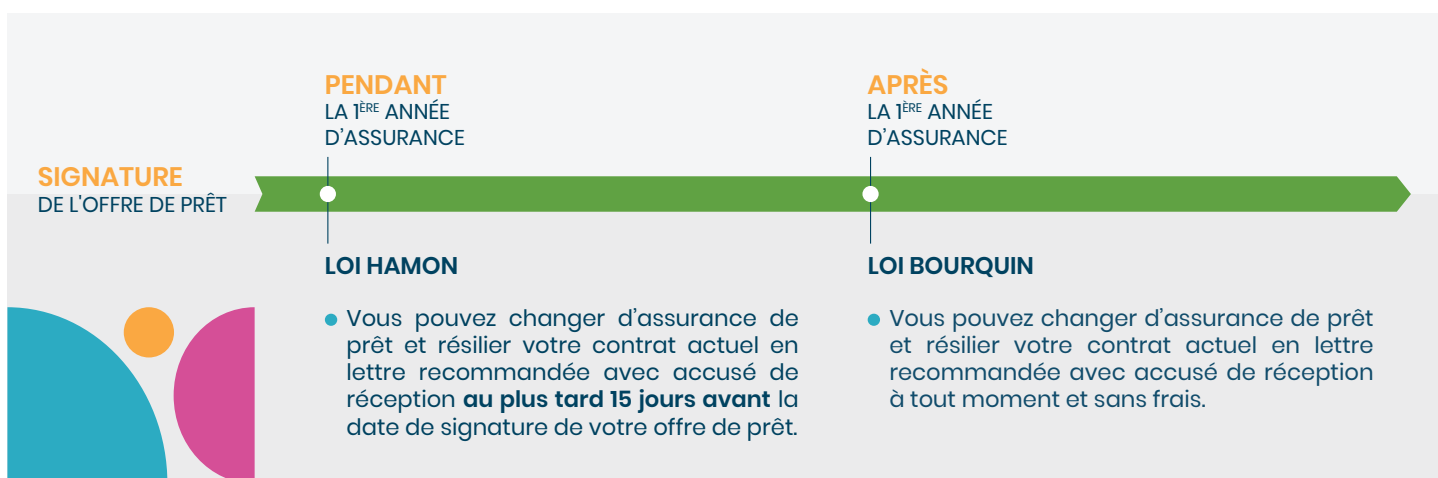 PENDANT
LA 1ÈRE ANNÉE
D'ASSURANCE
APRÈS
LA 1ÈRE ANNÉE
D'ASSURANCE
SIGNATURE
DE L'OFFRE DE PRÊT
LOI HAMON
Vous pouvez changer d'assurance de
prêt et résilier votre contrat actuel en
lettre recommandée avec accusé de
réception au plus tard 15 jours avant la
date de signature de votre offre de prêt.
LOI BOURQUIN
Vous pouvez changer d'assurance de prêt
et résilier votre contrat actuel en lettre
recommandée avec accusé de réception
à tout moment et sans frais.